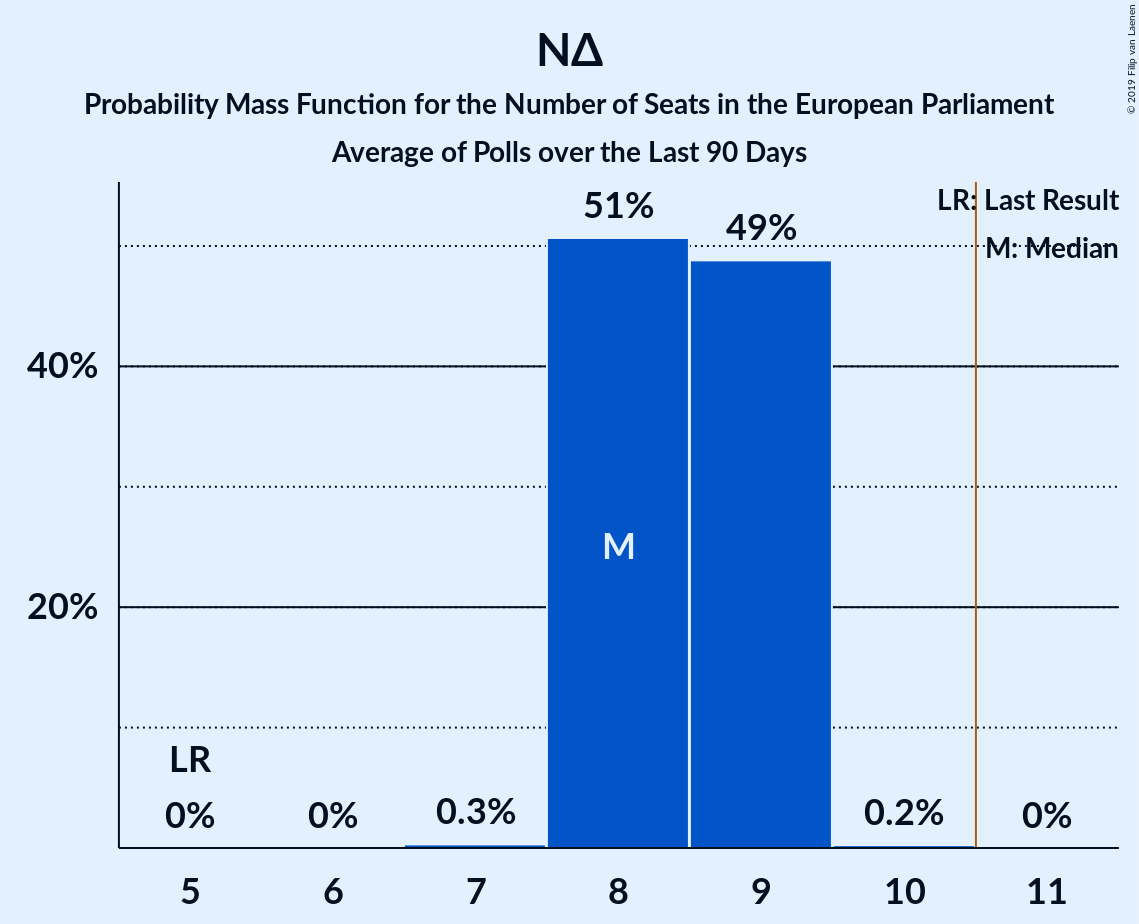 ΝΔ
Probability Mass Function for the Number of Seats in the European Parliament
Average of Polls over the Last 90 Days
© 2019 Filip van Laenen
LR: Last Result
M: Median
51%
49%
40%
M
20%
LR
0%
0%
0.3%
0.2%
0%
5 6 7 8 9 10 11